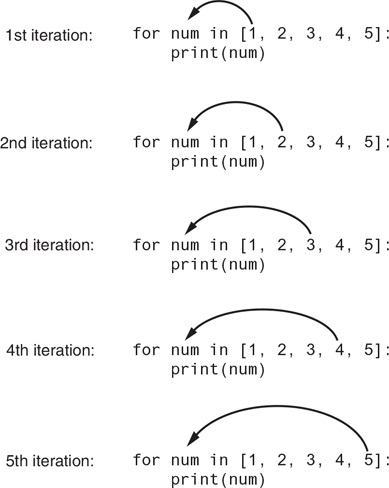 1st iteration: for num in [1, 2, 3, 4, 5]:
print(num)
2nd iteration: for num in [1, 2, 3, 4, 5]:
print(num)
3rd iteration: for num in [1, 2, 3, 4, 5]:
print(num)
4th iteration: for num in [1, 2, 3, 4, 5]:
print(num)
5th iteration: for num in [1, 2, 3, 4, 5]:
print(num)